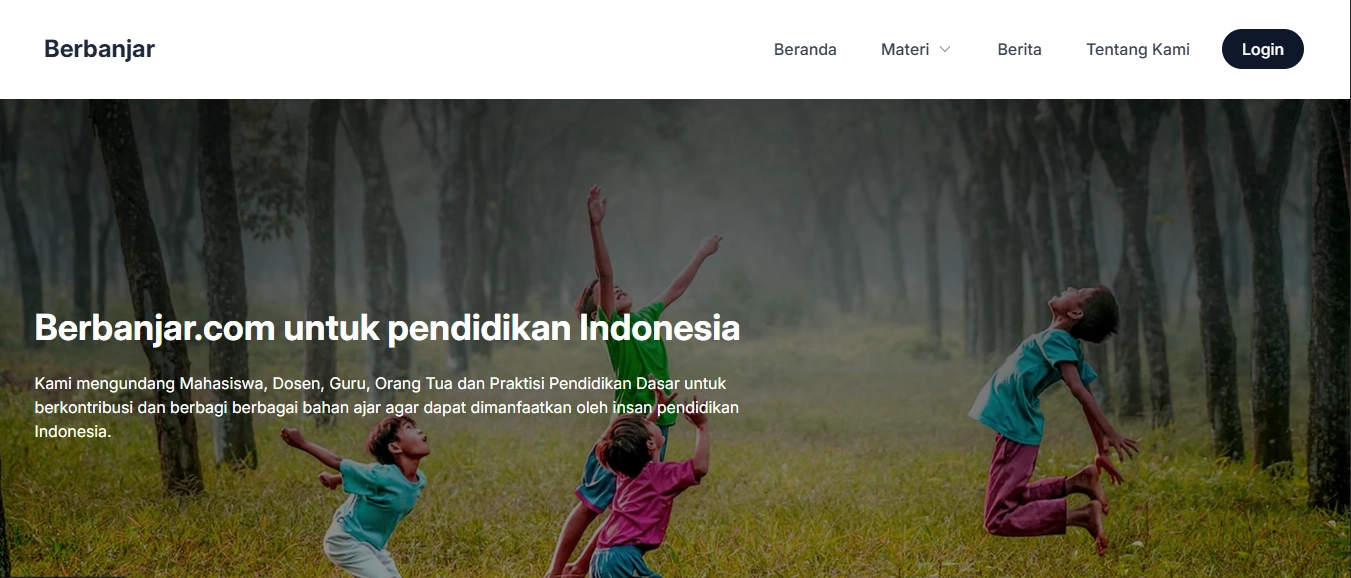 Berbanjar
Beranda
Materi
Berita
Tentang Kami
Login
Berbanjar.com untuk pendidikan Indonesia
Kami mengundang Mahasiswa, Dosen, Guru, Orang Tua dan Praktisi Pendidikan Dasar untuk
berkontribusi dan berbagi berbagai bahan ajar agar dapat dimanfaatkan oleh insan pendidikan
Indonesia.